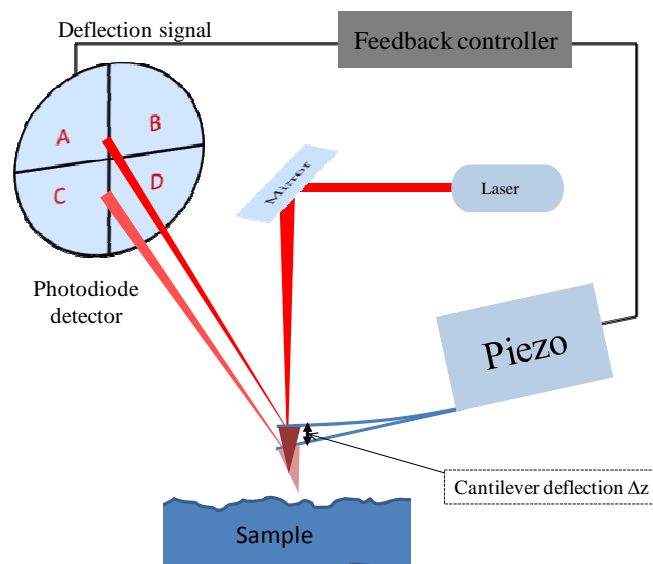 Deflection signal
Feedback controller
A
B
C
D
Mirror
Laser
Photodiode
detector
Piezo
Cantilever deflection Δz
Sample